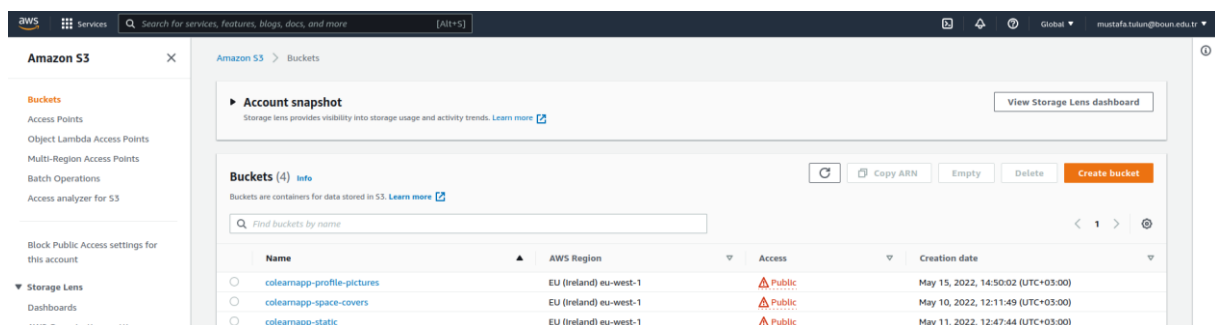 aws Services Search for services, features, blogs, docs, and more [Alt+S] Global ▼ mustafa.tulun@boun.edu.tr ▼
Amazon S3
Amazon S3 > Buckets
Buckets
Access Points
Object Lambda Access Points
Multi-Region Access Points
Batch Operations
Access analyzer for S3
Block Public Access settings for
this account
▼ Storage Lens
Dashboards
▶ Account snapshot View Storage Lens dashboard
Storage lens provides visibility into storage usage and activity trends. Learn more
Buckets (4) Info Copy ARN Empty Delete Create bucket
Buckets are containers for data stored in S3. Learn more
Find buckets by name < 1 >
Name ▲ AWS Region Access Creation date
colearnapp-profile-pictures EU (Ireland) eu-west-1 Public May 15, 2022, 14:50:02 (UTC+03:00)
colearnapp-space-covers EU (Ireland) eu-west-1 Public May 10, 2022, 12:11:49 (UTC+03:00)
colearnapp-static EU (Ireland) eu-west-1 Public May 11, 2022, 12:47:44 (UTC+03:00)